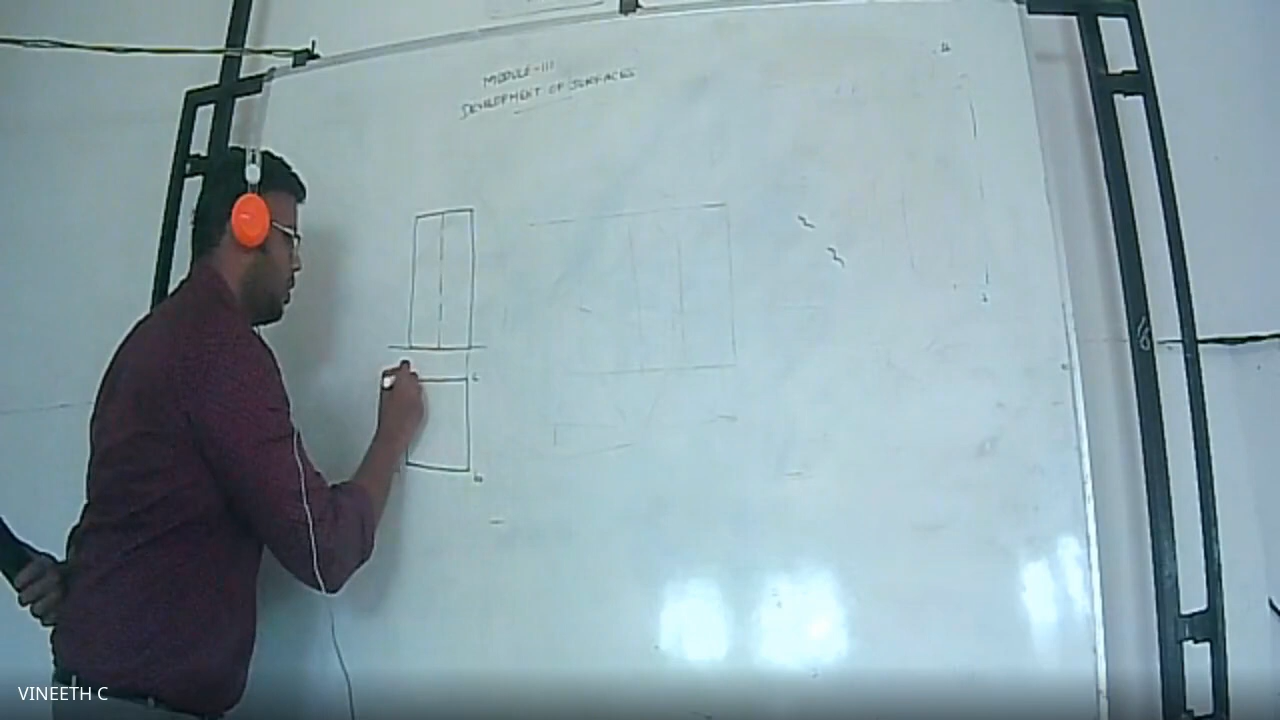 MODULE-III
DEVELOPMENT OF SURFACES
c
b
VINEETH C